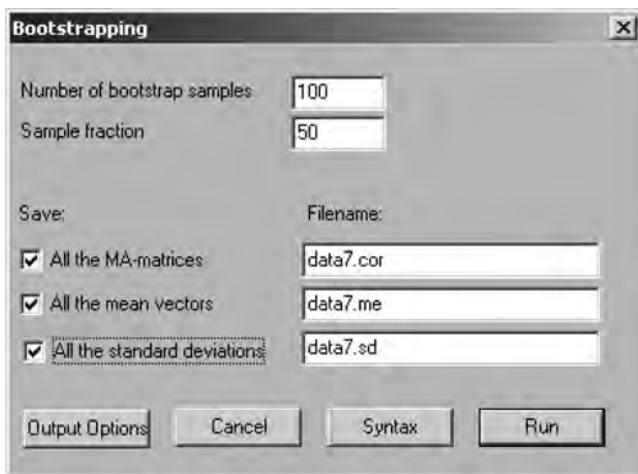 Bootstrapping
Number of bootstrap samples 100
Sample fraction 50
Save: Filename:
All the MA-matrices data7.cor
All the mean vectors data7.me
All the standard deviations data7.sd
Output Options Cancel Syntax Run